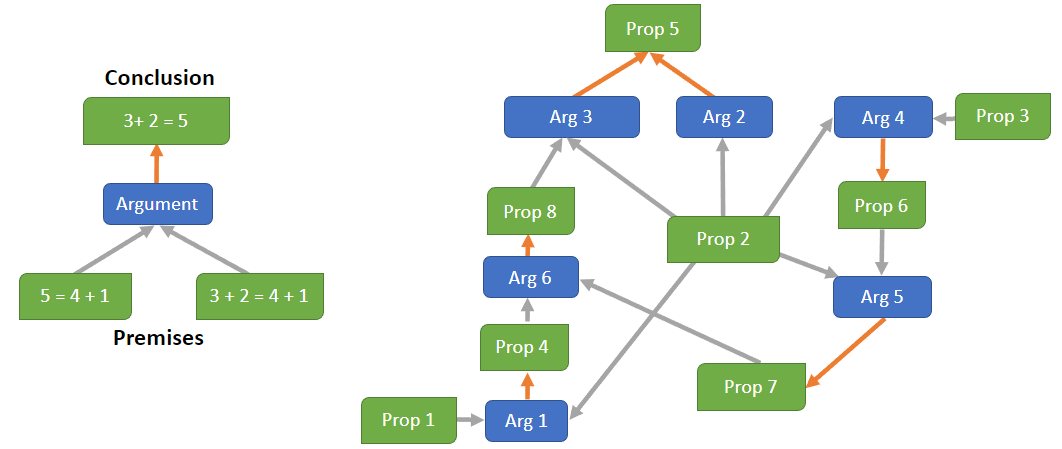 Conclusion
3+ 2 = 5
Argument
5 = 4 + 1
3 + 2 = 4 + 1
Premises
Prop 5
Arg 3
Arg 2
Arg 4
Prop 3
Prop 8
Prop 2
Prop 6
Arg 6
Arg 5
Prop 4
Prop 7
Prop 1
Arg 1